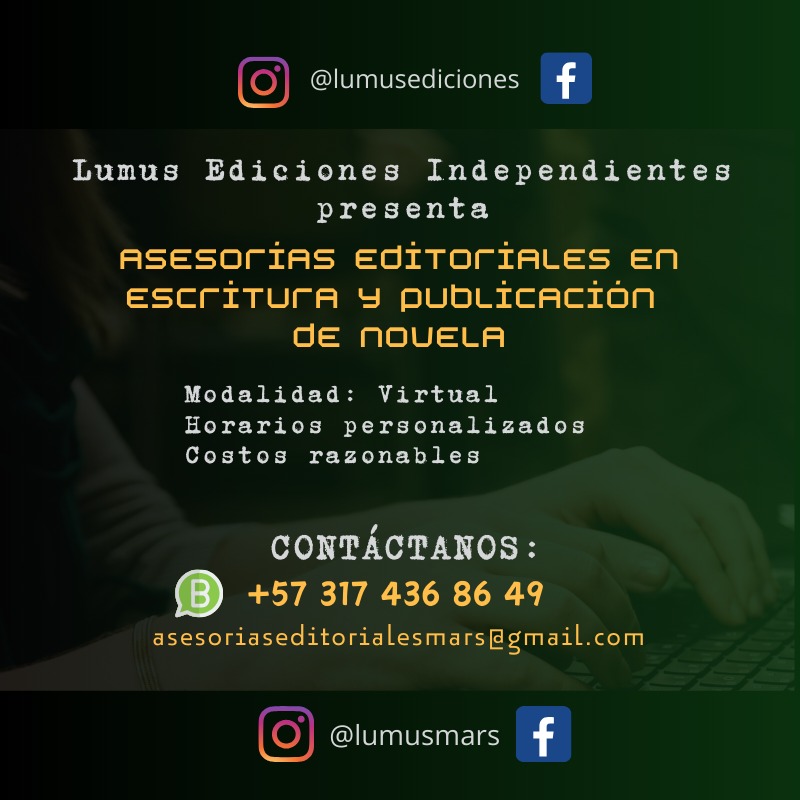 @lumusediciones
Lumus Ediciones Independientes
presenta
ASESORÍAS EDITORIALES EN
ESCRITURA Y PUBLICACIÓN
DE NOVELA
Modalidad: Virtual
Horarios personalizados
Costos razonables
CONTÁCTANOS:
+57 317 436 86 49
asesoriaseditorialesmars@gmail.com
@lumusmars